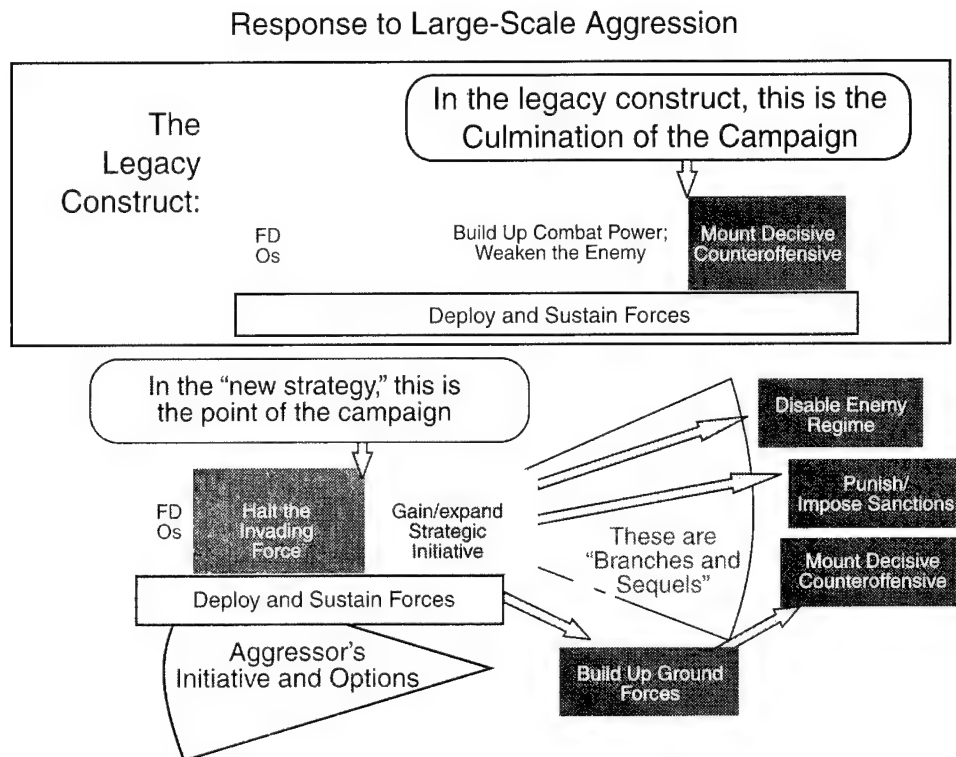 Response to Large-Scale Aggression
The
Legacy
Construct:
In the legacy construct, this is the
Culmination of the Campaign
FD
Os
Build Up Combat Power;
Weaken the Enemy
Mount Decisive
Counteroffensive
Deploy and Sustain Forces
In the “new strategy,” this is
the point of the campaign
FD
Os
Halt the
Invading
Force
Gain/expand
Strategic
Initiative
Deploy and Sustain Forces
Aggressor’s
Initiative and Options
These are
“Branches and
Sequels”
Disable Enemy
Regime
Punish/
Impose Sanctions
Mount Decisive
Counteroffensive
Build Up Ground
Forces